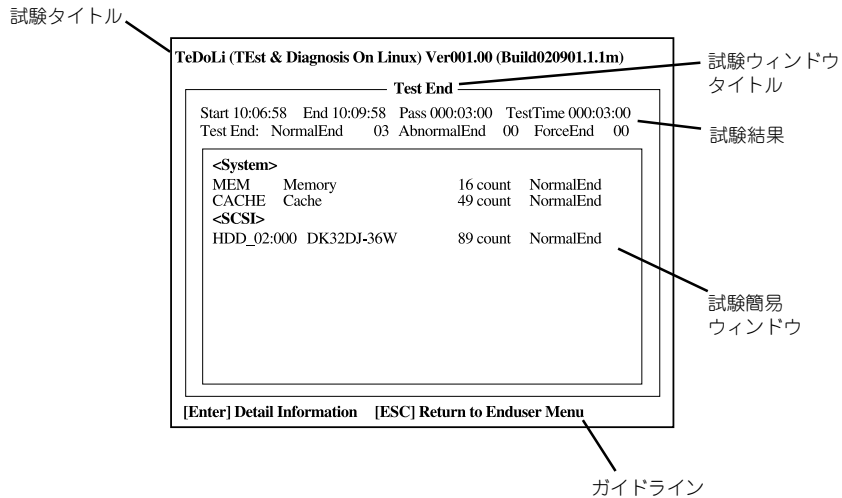 試験タイトル
TeDoLi (TEst & Diagnosis On Linux) Ver001.00 (Build020901.1.1m)
試験ウィンドウ
タイトル
Test End
Start 10:06:58 End 10:09:58 Pass 000:03:00 TestTime 000:03:00
Test End: NormalEnd 03 AbnormalEnd 00 ForceEnd 00
試験結果
<System>
MEM Memory 16 count NormalEnd
CACHE Cache 49 count NormalEnd
<SCSI>
HDD_02:000 DK32DJ-36W 89 count NormalEnd
試験簡易
ウィンドウ
[Enter] Detail Information [ESC] Return to Enduser Menu
ガイドライン